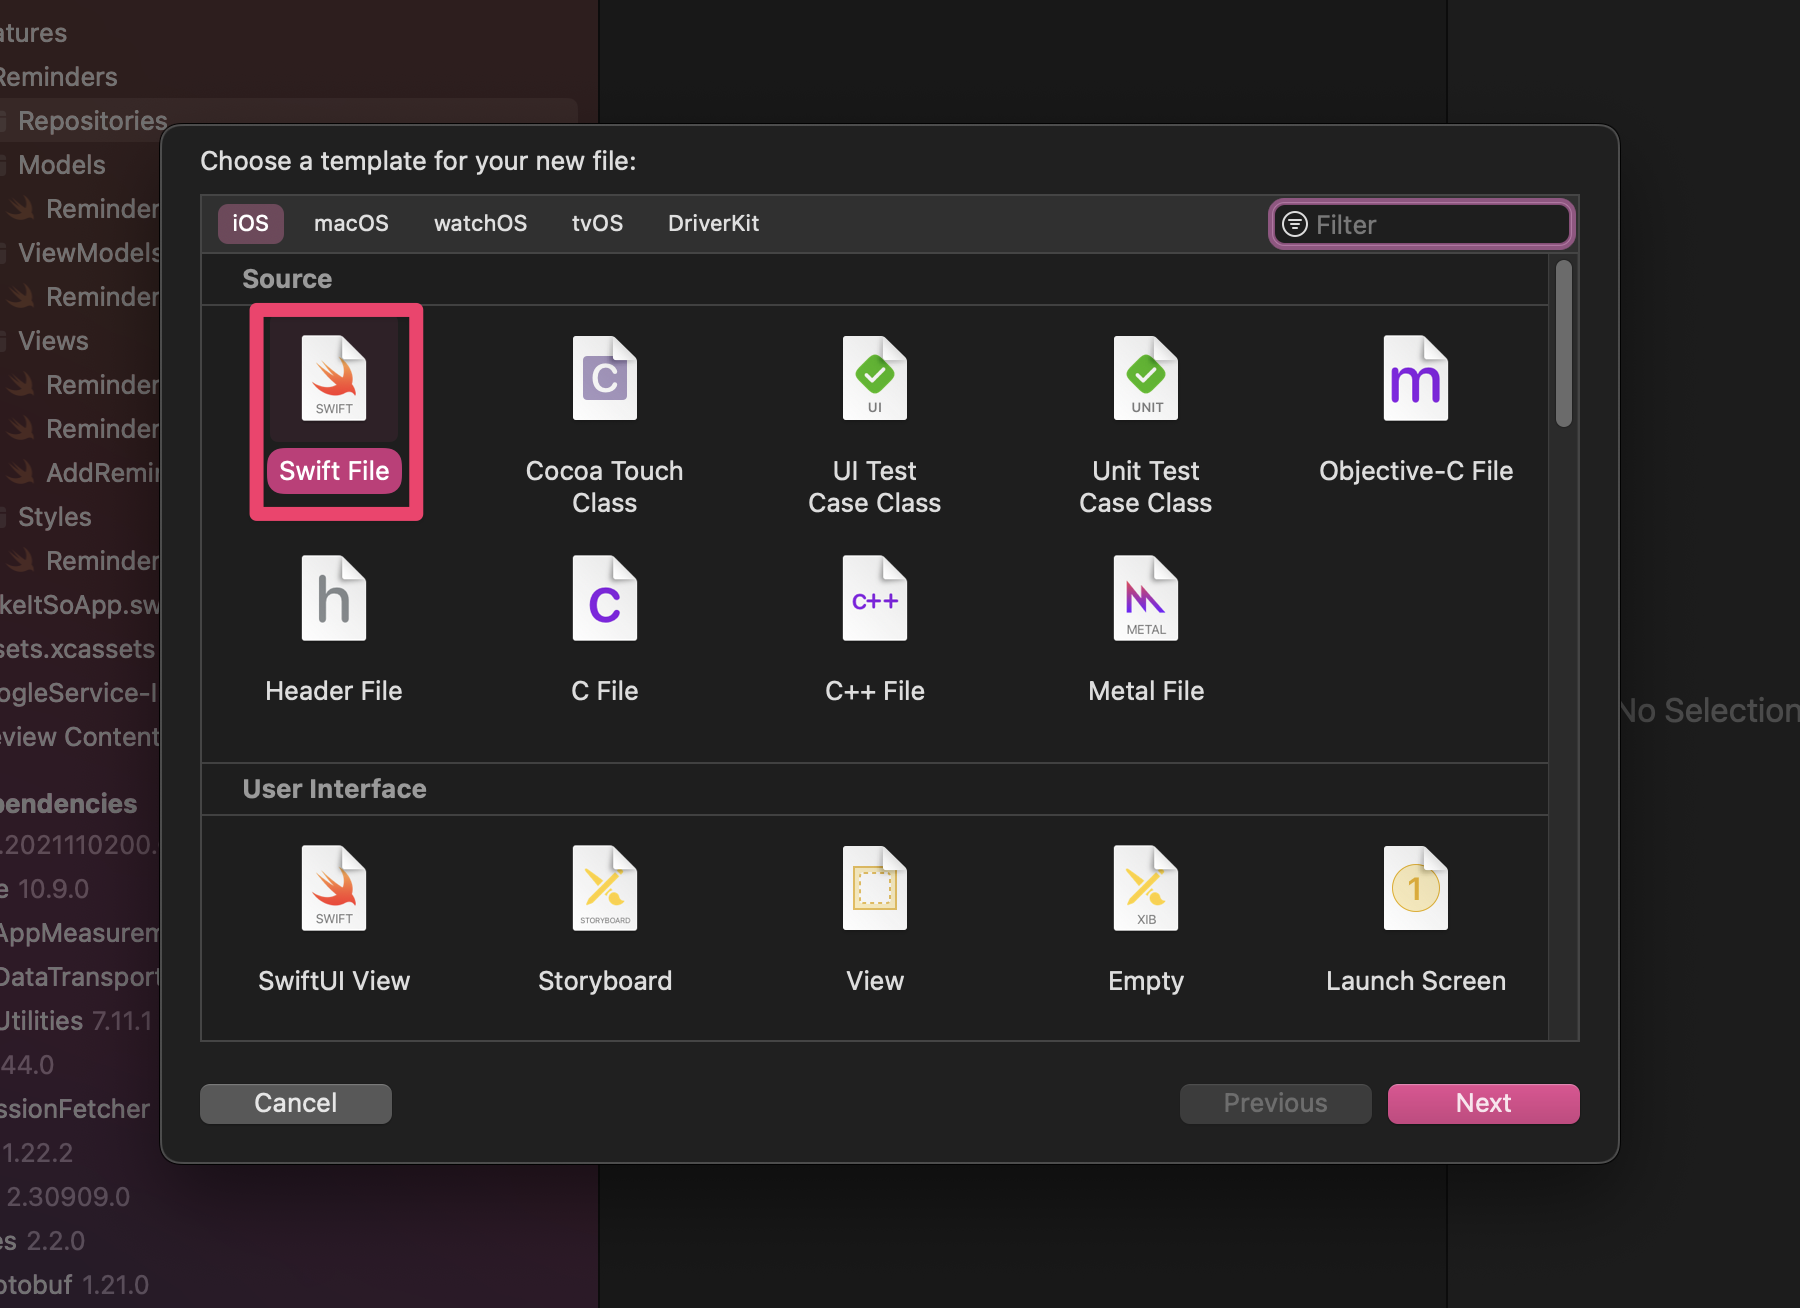 atures
Reminders
Repositories
Models
Reminder
ViewModels
Reminder
Views
Reminder
Reminder
AddRemin
Styles
Reminder
keItSoApp.sw
sets.xcassets
ogleService-I
eview Content
pendencies
.2021110200.
e 10.9.0
AppMeasurem
DataTransport
Utilities 7.11.1
44.0
ssionFetcher
1.22.2
2.30909.0
es 2.2.0
otobuf 1.21.0
Choose a template for your new file:
iOS macOS watchOS tvOS DriverKit Filter
Source
SWIFT
C
UI
UNIT
m
Swift File
Cocoa Touch
Class
UI Test
Case Class
Unit Test
Case Class
Objective-C File
h
C
C++
METAL
Header File
C File
C++ File
Metal File
User Interface
SWIFT
STORYBOARD
XIB
1
SwiftUI View
Storyboard
View
Empty
Launch Screen
Cancel
Previous
Next
No Selection